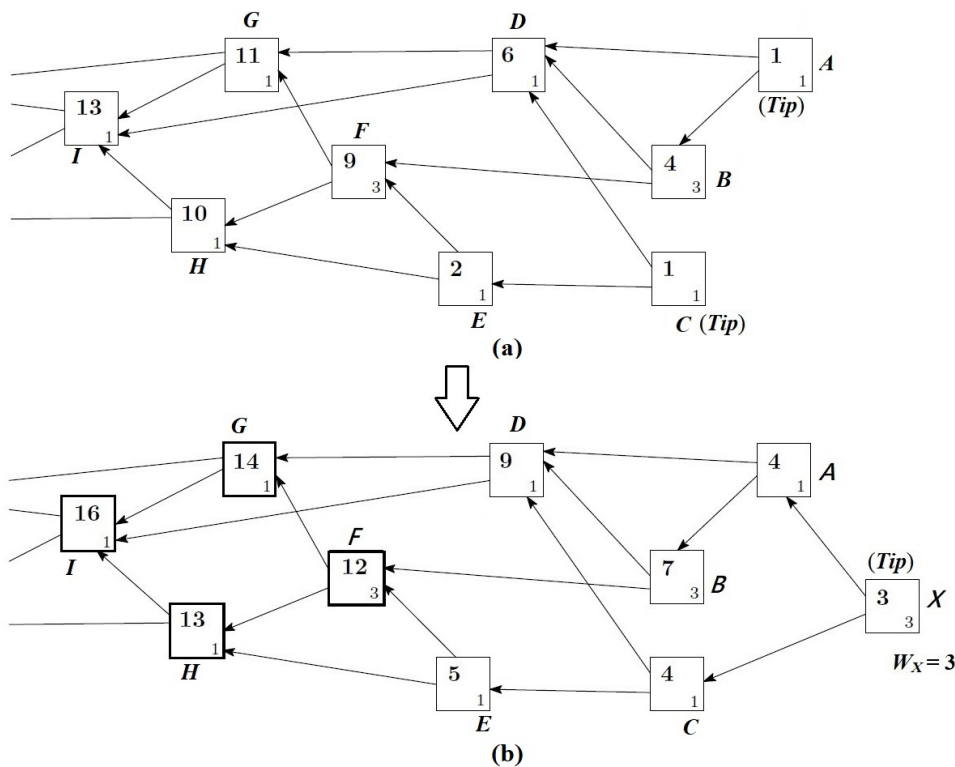 G D
11 1 6 1 1 1 A
13 1 (Tip)
I F
9 3 4 3 B
10 1
H 2 1 1 1
E C (Tip)
(a)
G D
14 1 9 1 4 1 A
16 1
I F (Tip)
12 3 7 3 B 3 3 X
13 1
H W_X = 3
5 1 4 1
E C
(b)